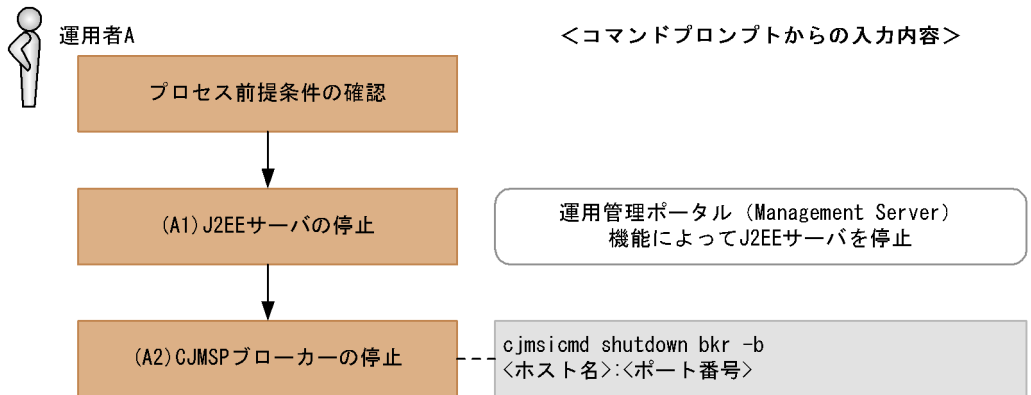 運用者A
＜コマンドプロンプトからの入力内容＞
プロセス前提条件の確認
(A1)J2EEサーバの停止
運用管理ポータル（Management Server）
機能によってJ2EEサーバを停止
(A2)CJMSPブローカーの停止
cjmsicmd shutdown bkr -b
<ホスト名>:<ポート番号>